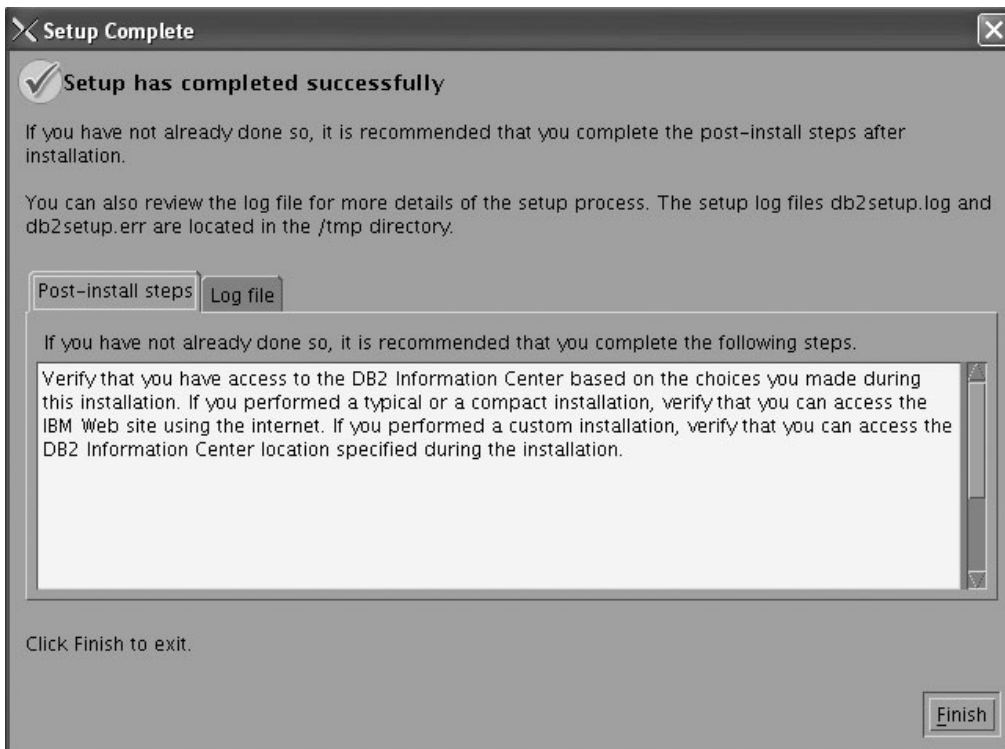 Setup Complete
Setup has completed successfully
If you have not already done so, it is recommended that you complete the post-install steps after
installation.
You can also review the log file for more details of the setup process. The setup log files db2setup.log and
db2setup.err are located in the /tmp directory.
Post-install steps
Log file
If you have not already done so, it is recommended that you complete the following steps.
Verify that you have access to the DB2 Information Center based on the choices you made during
this installation. If you performed a typical or a compact installation, verify that you can access the
IBM Web site using the internet. If you performed a custom installation, verify that you can access the
DB2 Information Center location specified during the installation.
Click Finish to exit.
Finish